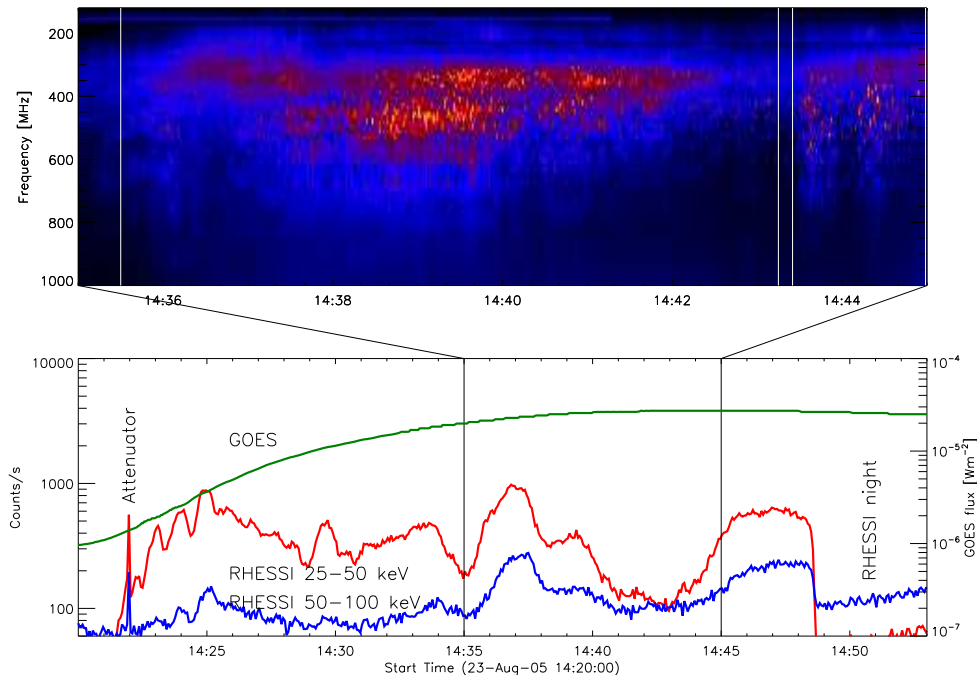 200
400
600
800
1000
Frequency [MHz]
14:36 14:38 14:40 14:42 14:44
10000
1000
100
Counts/s
Attenuator
GOES
RHESSI 25-50 keV
RHESSI 50-100 keV
RHESSI night
10⁻⁴
10⁻⁵
10⁻⁶
10⁻⁷
GOES flux [Wm⁻²]
14:25 14:30 14:35 14:40 14:45 14:50
Start Time (23-Aug-05 14:20:00)